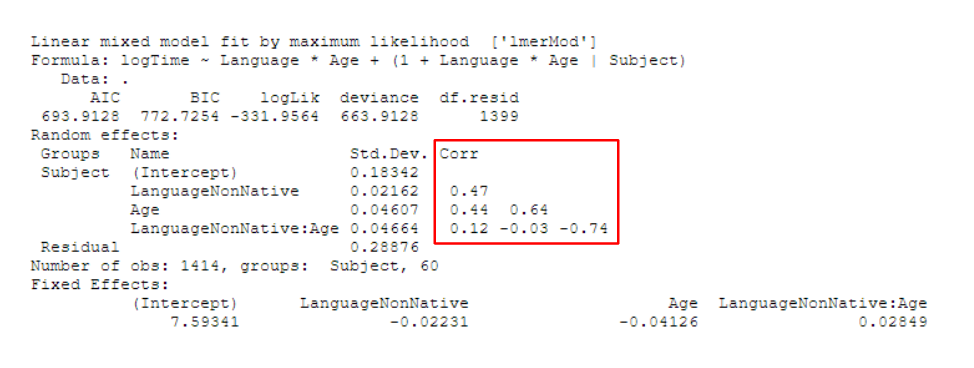 Linear mixed model fit by maximum likelihood  ['lmerMod']
Formula: logTime ~ Language * Age + (1 + Language * Age | Subject)
Data: .
AIC BIC logLik deviance df.resid
693.9128 772.7254 -331.9564 663.9128 1399
Random effects:
Groups Name Std.Dev. Corr
Subject (Intercept) 0.18342
LanguageNonNative 0.02162 0.47
Age 0.04607 0.44 0.64
LanguageNonNative:Age 0.04664 0.12 -0.03 -0.74
Residual 0.28876
Number of obs: 1414, groups:  Subject, 60
Fixed Effects:
(Intercept) LanguageNonNative Age LanguageNonNative:Age
7.59341 -0.02231 -0.04126 0.02849